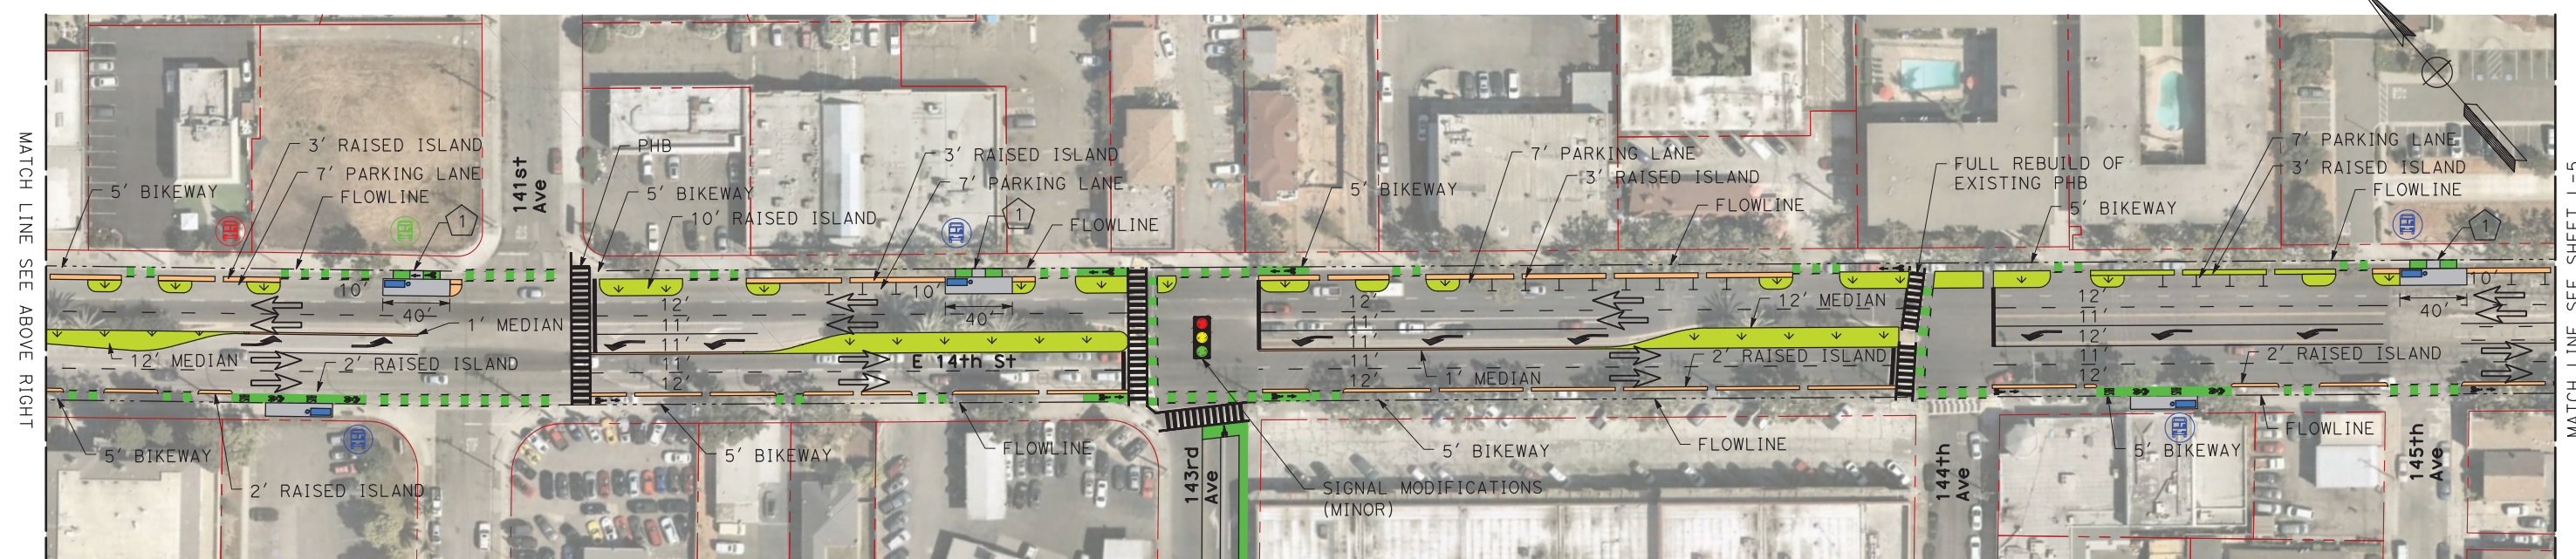 MATCH LINE SEE ABOVE RIGHT
5' BIKEWAY
3' RAISED ISLAND
7' PARKING LANE
FLOWLINE
1
141st
Ave
PHB
5' BIKEWAY
10' RAISED ISLAND
3' RAISED ISLAND
7' PARKING LANE
1
FLOWLINE
5' BIKEWAY
7' PARKING LANE
3' RAISED ISLAND
FLOWLINE
FULL REBUILD OF
EXISTING PHB
5' BIKEWAY
7' PARKING LANE
3' RAISED ISLAND
FLOWLINE
1
10'
40'
1' MEDIAN
12' MEDIAN
2' RAISED ISLAND
12'
11'
11'
11'
12'
10'
40'
E 14th St
12'
11'
11'
11'
12'
1' MEDIAN
12' MEDIAN
2' RAISED ISLAND
12'
11'
11'
11'
12'
10'
40'
2' RAISED ISLAND
5' BIKEWAY
2' RAISED ISLAND
5' BIKEWAY
FLOWLINE
143rd
Ave
SIGNAL MODIFICATIONS
(MINOR)
5' BIKEWAY
FLOWLINE
144th
Ave
5' BIKEWAY
FLOWLINE
145th
Ave
MATCH LINE SEE SHEET L-5